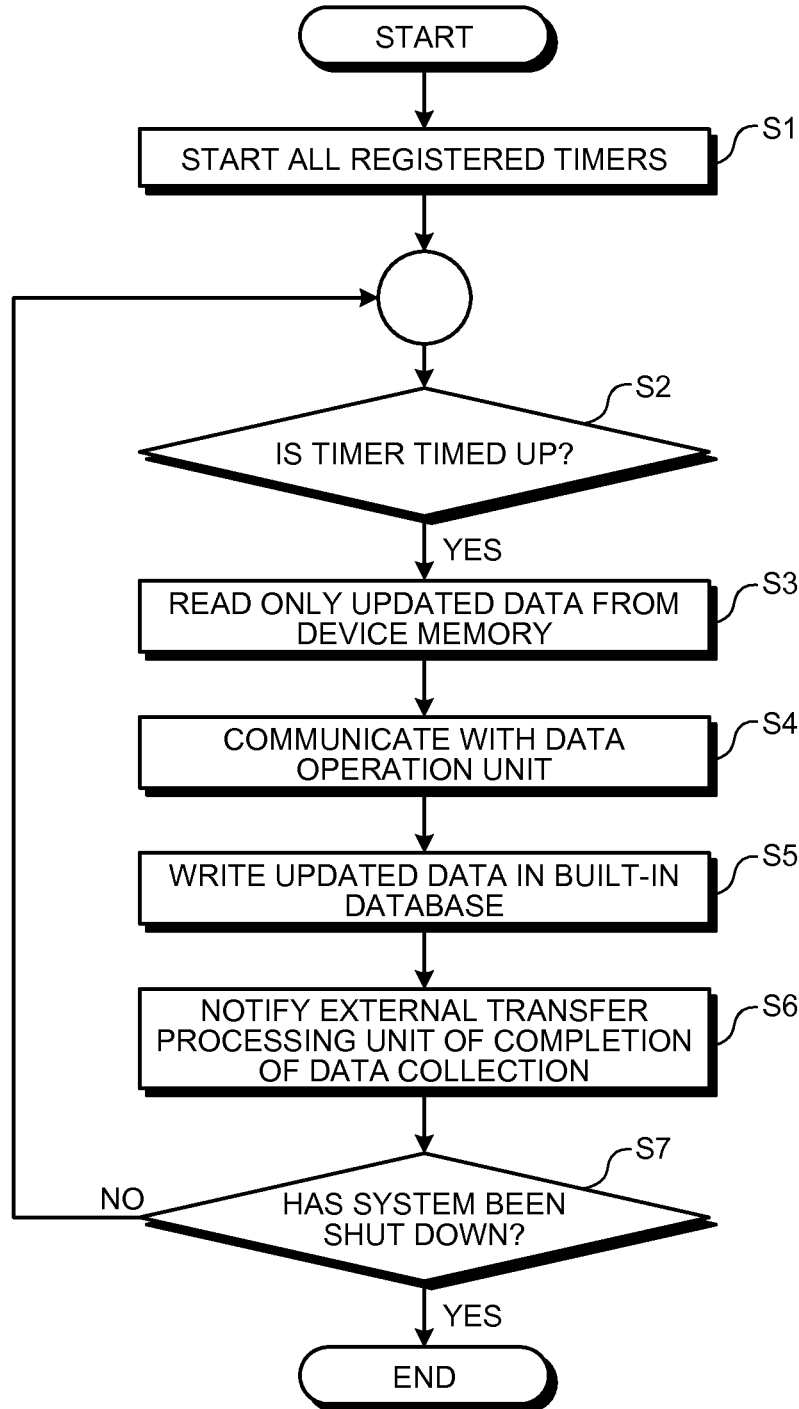 START
S1
START ALL REGISTERED TIMERS
S2
IS TIMER TIMED UP?
YES
S3
READ ONLY UPDATED DATA FROM
DEVICE MEMORY
S4
COMMUNICATE WITH DATA
OPERATION UNIT
S5
WRITE UPDATED DATA IN BUILT-IN
DATABASE
S6
NOTIFY EXTERNAL TRANSFER
PROCESSING UNIT OF COMPLETION
OF DATA COLLECTION
S7
NO
HAS SYSTEM BEEN
SHUT DOWN?
YES
END